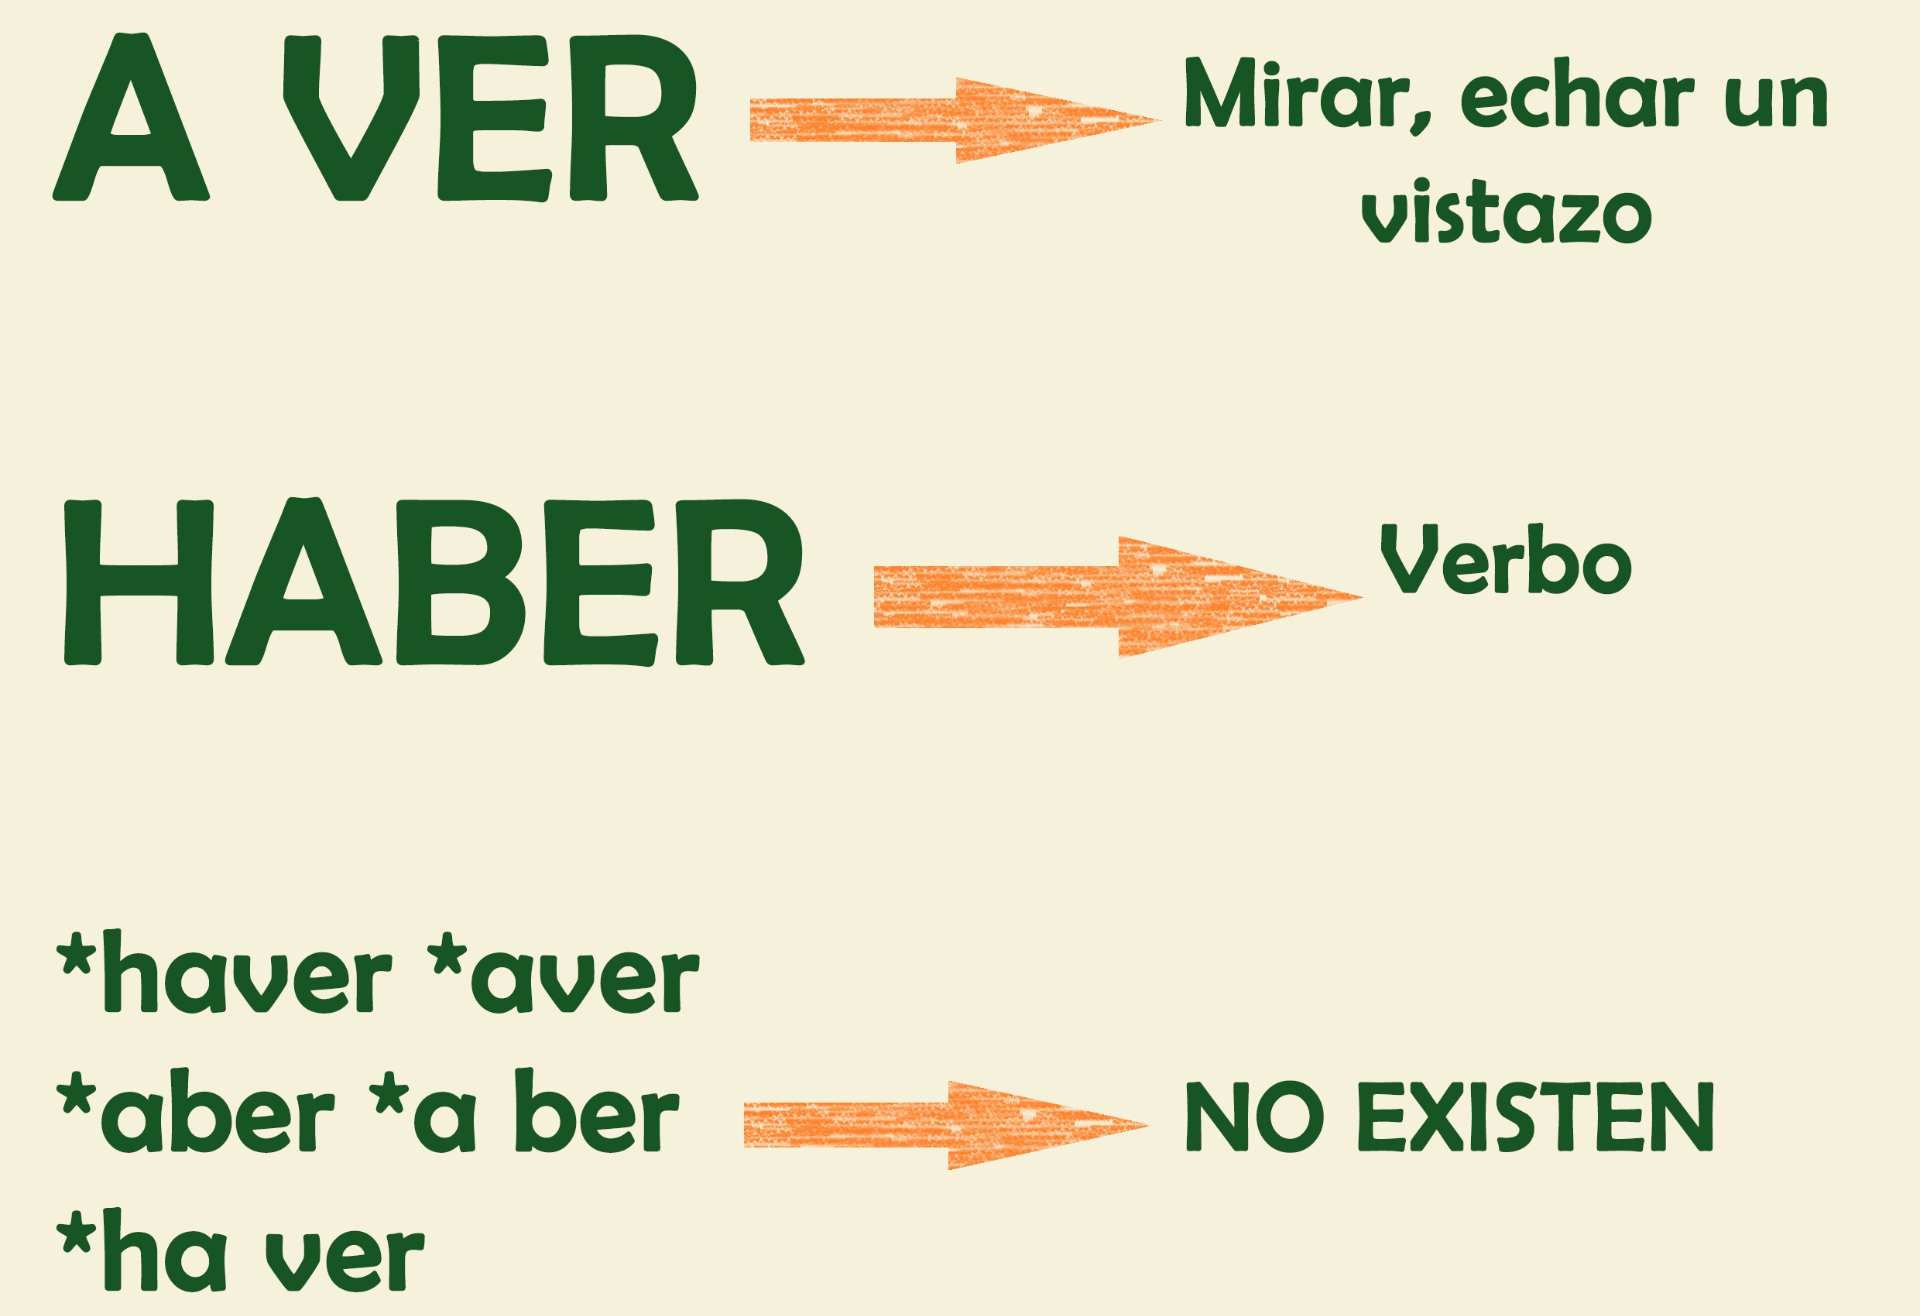 A VER
Mirar, echar un
vistazo
HABER
Verbo
*haver *aver
*aber *a ber
*ha ver
NO EXISTEN